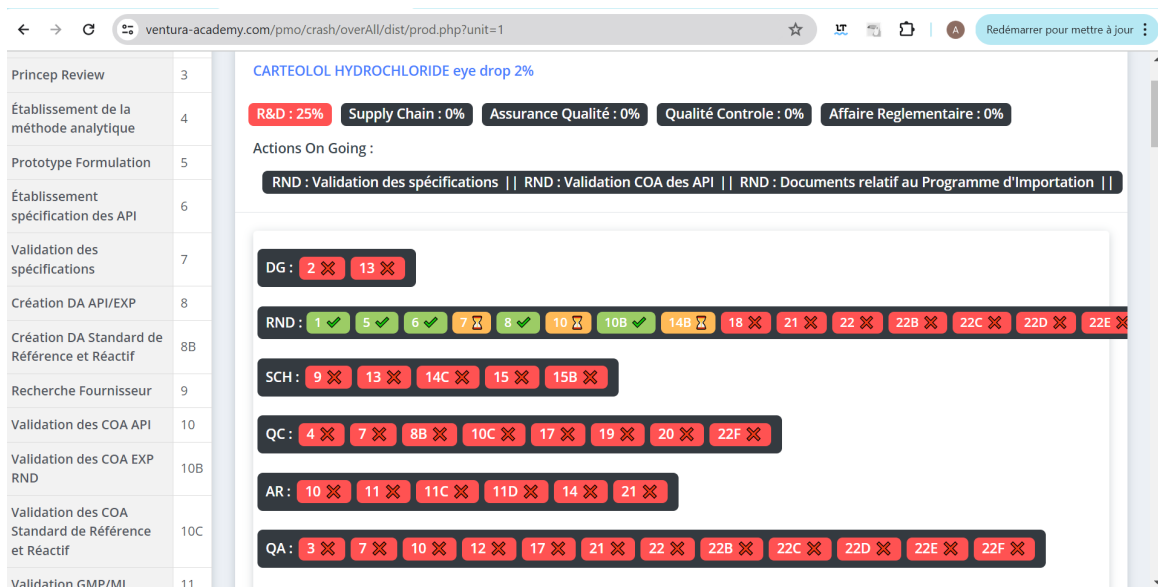 ventura-academy.com/pmo/crash/overAll/dist/prod.php?unit=1
LT
A
Redémarrer pour mettre à jour
Princep Review 3
Établissement de la
méthode analytique 4
Prototype Formulation 5
Établissement
spécification des API 6
Validation des
spécifications 7
Création DA API/EXP 8
Création DA Standard de
Référence et Réactif 8B
Recherche Fournisseur 9
Validation des COA API 10
Validation des COA EXP
RND 10B
Validation des COA
Standard de Référence
et Réactif 10C
Validation GMP/ML 11
CARTEOLOL HYDROCHLORIDE eye drop 2%
R&D : 25% Supply Chain : 0% Assurance Qualité : 0% Qualité Controle : 0% Affaire Reglementaire : 0%
Actions On Going :
RND : Validation des spécifications || RND : Validation COA des API || RND : Documents relatif au Programme d'Importation ||
DG : 2 13
RND : 1 5 6 7 8 10 10B 14B 18 21 22 22B 22C 22D 22E
SCH : 9 13 14C 15 15B
QC : 4 7 8B 10C 17 19 20 22F
AR : 10 11 11C 11D 14 21
QA : 3 7 10 12 17 21 22 22B 22C 22D 22E 22F